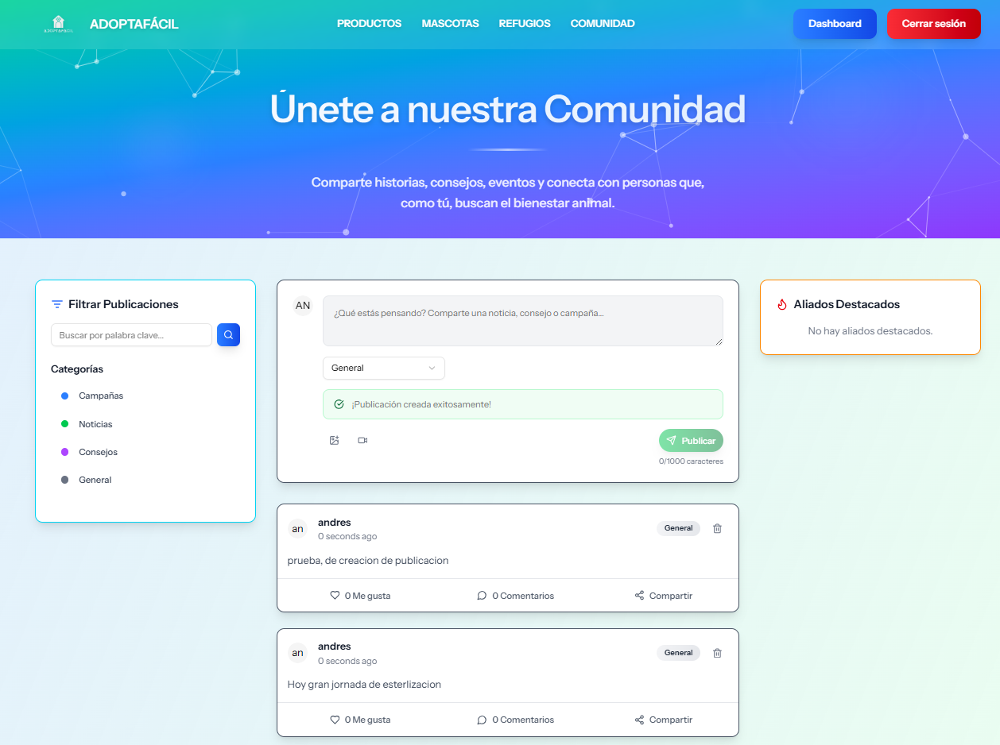 ADOPTAFÁCIL
PRODUCTOS
MASCOTAS
REFUGIOS
COMUNIDAD
Dashboard
Cerrar sesión
Únete a nuestra Comunidad
Comparte historias, consejos, eventos y conecta con personas que,
como tú, buscan el bienestar animal.
Filtrar Publicaciones
Buscar por palabra clave...
Categorías
Campañas
Noticias
Consejos
General
AN
¿Qué estás pensando? Comparte una noticia, consejo o campaña...
General
¡Publicación creada exitosamente!
Publicar
0/1000 caracteres
an
andres
0 seconds ago
General
prueba, de creacion de publicacion
0 Me gusta
0 Comentarios
Compartir
an
andres
0 seconds ago
General
Hoy gran jornada de esterlizacion
0 Me gusta
0 Comentarios
Compartir
Aliados Destacados
No hay aliados destacados.